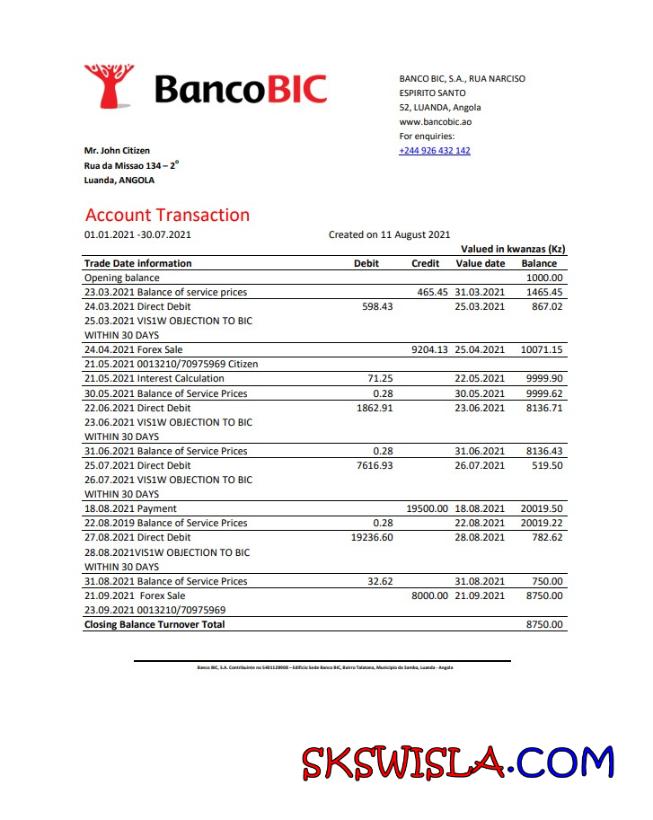 BancoBIC
BANCO BIC, S.A., RUA NARCISO
ESPIRITO SANTO
52, LUANDA, Angola
www.bancobic.ao
For enquiries:
+244 926 432 142
Mr. John Citizen
Rua da Missao 134 – 2º
Luanda, ANGOLA
Account Transaction
01.01.2021 -30.07.2021 Created on 11 August 2021
Valued in kwanzas (Kz)
Trade Date information Debit Credit Value date Balance
Opening balance 1000.00
23.03.2021 Balance of service prices 465.45 31.03.2021 1465.45
24.03.2021 Direct Debit 598.43 25.03.2021 867.02
25.03.2021 VIS1W OBJECTION TO BIC
WITHIN 30 DAYS
24.04.2021 Forex Sale 9204.13 25.04.2021 10071.15
21.05.2021 0013210/70975969 Citizen
21.05.2021 Interest Calculation 71.25 22.05.2021 9999.90
30.05.2021 Balance of Service Prices 0.28 30.05.2021 9999.62
22.06.2021 Direct Debit 1862.91 23.06.2021 8136.71
23.06.2021 VIS1W OBJECTION TO BIC
WITHIN 30 DAYS
31.06.2021 Balance of Service Prices 0.28 31.06.2021 8136.43
25.07.2021 Direct Debit 7616.93 26.07.2021 519.50
26.07.2021 VIS1W OBJECTION TO BIC
WITHIN 30 DAYS
18.08.2021 Payment 19500.00 18.08.2021 20019.50
22.08.2019 Balance of Service Prices 0.28 22.08.2021 20019.22
27.08.2021 Direct Debit 19236.60 28.08.2021 782.62
28.08.2021VIS1W OBJECTION TO BIC
WITHIN 30 DAYS
31.08.2021 Balance of Service Prices 32.62 31.08.2021 750.00
21.09.2021 Forex Sale 8000.00 21.09.2021 8750.00
23.09.2021 0013210/70975969
Closing Balance Turnover Total 8750.00
Banco BIC, S.A. Contribuinte no
SKSWISLA.COM